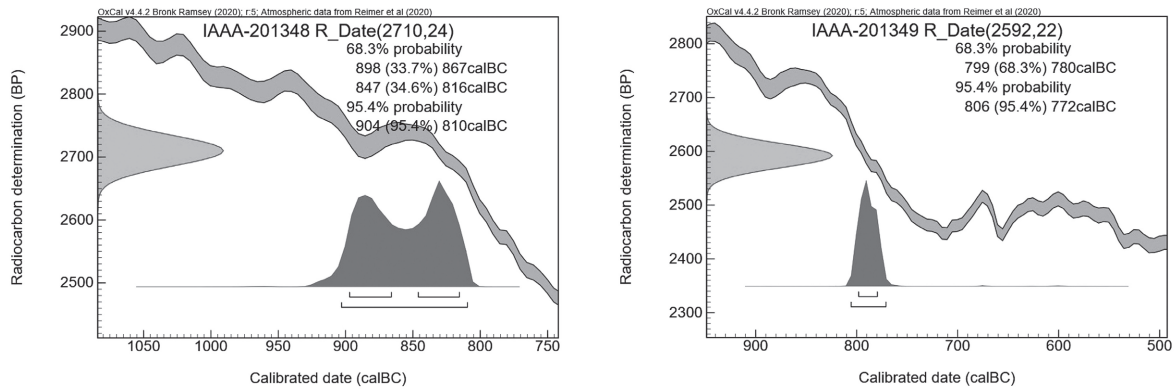 OxCal v4.4.2 Bronk Ramsey (2020); r:5; Atmospheric data from Reimer et al (2020)
IAAA-201348 R_Date(2710,24)
68.3% probability
898 (33.7%) 867calBC
847 (34.6%) 816calBC
95.4% probability
904 (95.4%) 810calBC
Radiocarbon determination (BP)
2900
2800
2700
2600
2500
1050 1000 950 900 850 800 750
Calibrated date (calBC)
OxCal v4.4.2 Bronk Ramsey (2020); r:5; Atmospheric data from Reimer et al (2020)
IAAA-201349 R_Date(2592,22)
68.3% probability
799 (68.3%) 780calBC
95.4% probability
806 (95.4%) 772calBC
Radiocarbon determination (BP)
2800
2700
2600
2500
2400
2300
900 800 700 600 500
Calibrated date (calBC)